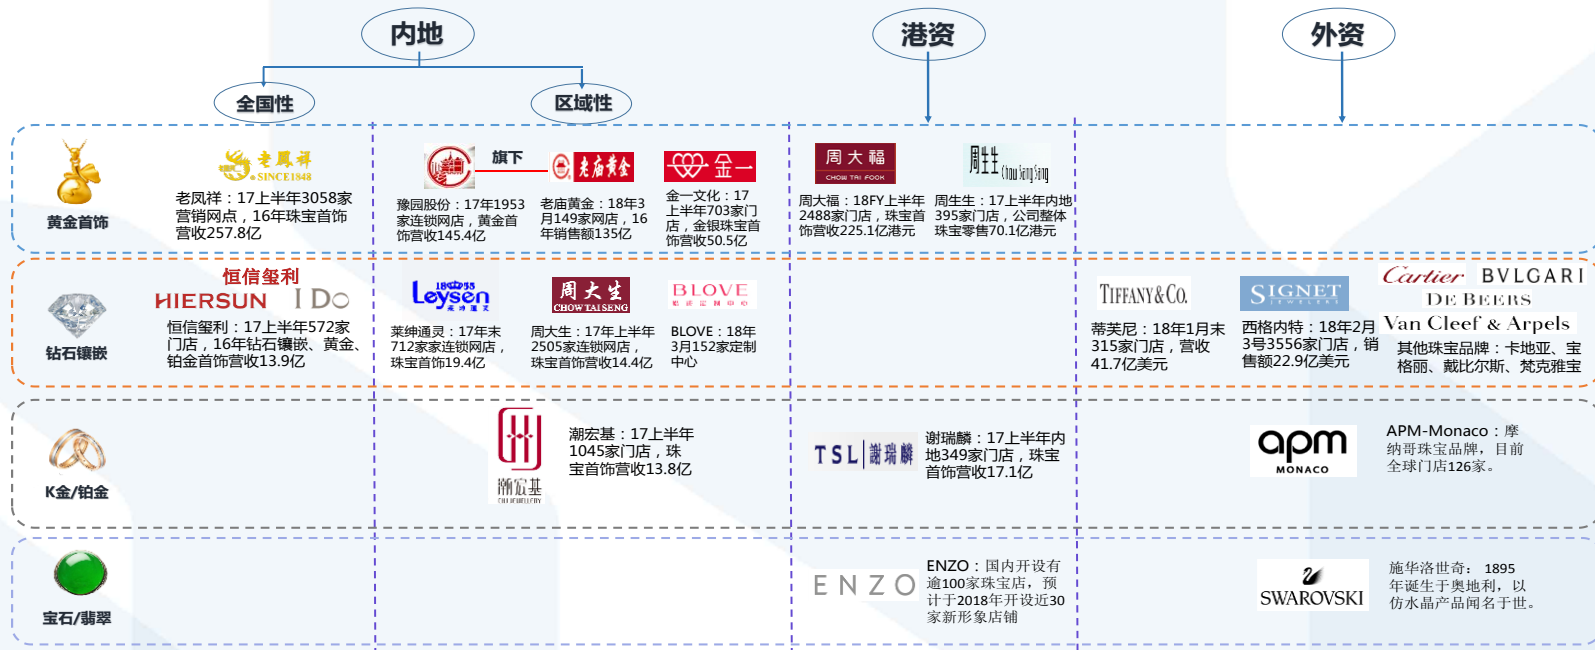 内地
港资
外资
全国性
区域性
老鳳祥
SINCE1848
老凤祥：17上半年3058家
营销网点，16年珠宝首饰
营收257.8亿
黄金首饰
旗下
豫园股份：17年1953
家连锁网店，黄金首
饰营收145.4亿
老庙黄金
老庙黄金：18年3
月149家网店，16
年销售额135亿
金一
金一文化：17
上半年703家门
店，金银珠宝首
饰营收50.5亿
周大福
CHOW TAI FOOK
周大福：18FY上半年
2488家门店，珠宝首
饰营收225.1亿港元
周生生 Chow Sang Sang
周生生：17上半年内地
395家门店，公司整体
珠宝零售70.1亿港元
钻石镶嵌
恒信玺利
HIERSUN I DO
恒信玺利：17上半年572家
门店，16年钻石镶嵌、黄金、
铂金首饰营收13.9亿
1855
Leysen
莱绅通灵
莱绅通灵：17年末
712家家连锁网店，
珠宝首饰19.4亿
周大生
CHOW TAI SENG
周大生：17年上半年
2505家连锁网店，
珠宝首饰营收14.4亿
BLOVE
BLOVE：18年
3月152家定制
中心
TIFFANY & CO.
蒂芙尼：18年1月末
315家门店，营收
41.7亿美元
SIGNET
JEWELERS
西格内特：18年2月
3号3556家门店，销
售额22.9亿美元
Cartier BVLGARI
DE BEERS
Van Cleef & Arpels
其他珠宝品牌：卡地亚、宝
格丽、戴比尔斯、梵克雅宝
K金/铂金
潮宏基
CHJ JEWELLERY
潮宏基：17上半年
1045家门店，珠
宝首饰营收13.8亿
TSL|謝瑞麟
谢瑞麟：17上半年内
地349家门店，珠宝
首饰营收17.1亿
apm
MONACO
APM-Monaco：摩
纳哥珠宝品牌，目前
全球门店126家。
宝石/翡翠
ENZO
ENZO：国内开设有
逾100家珠宝店，预
计于2018年开设近30
家新形象店铺
SWAROVSKI
施华洛世奇： 1895
年诞生于奥地利，以
仿水晶产品闻名于世。